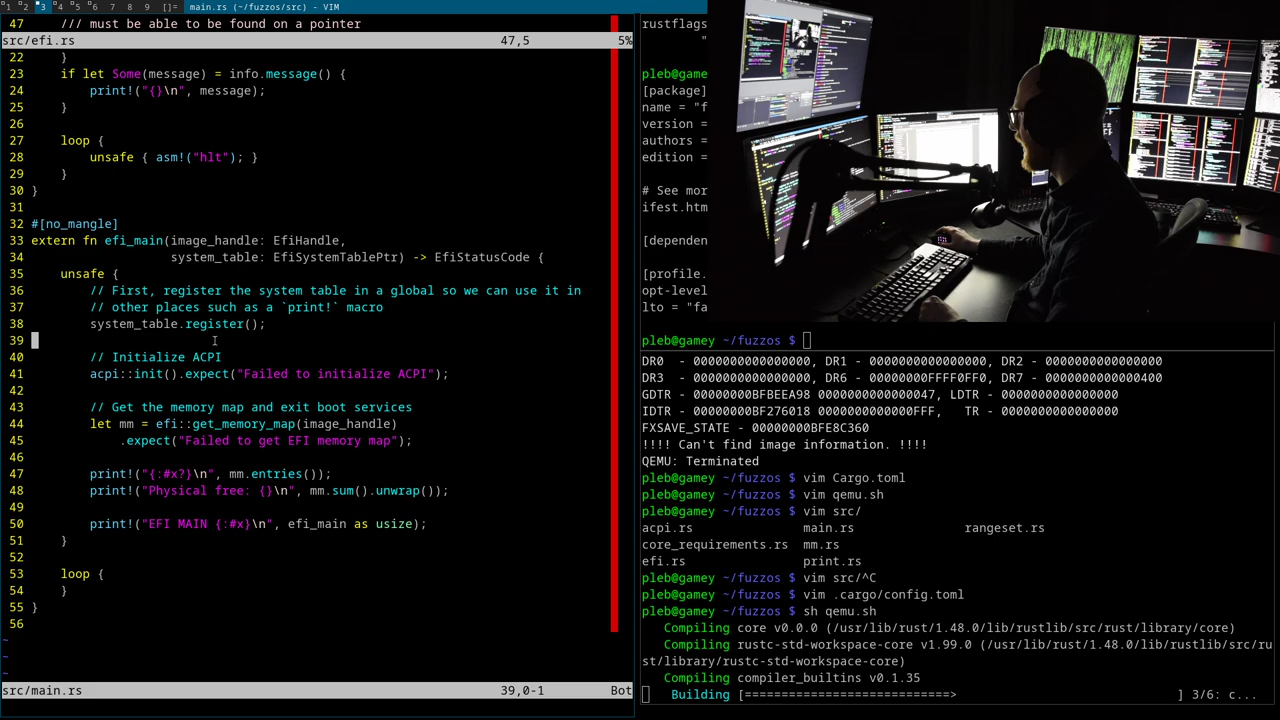 1 2 3 4 5 6 7 8 9 []= main.rs (~/fuzzos/src) - VIM
47     /// must be able to be found on a pointer
src/efi.rs 47,5 5%
22     }
23     if let Some(message) = info.message() {
24         print!("{}\n", message);
25     }
26
27     loop {
28         unsafe { asm!("hlt"); }
29     }
30 }
31
32 #[no_mangle]
33 extern fn efi_main(image_handle: EfiHandle,
34                    system_table: EfiSystemTablePtr) -> EfiStatusCode {
35     unsafe {
36         // First, register the system table in a global so we can use it in
37         // other places such as a `print!` macro
38         system_table.register();
39
40         // Initialize ACPI
41         acpi::init().expect("Failed to initialize ACPI");
42
43         // Get the memory map and exit boot services
44         let mm = efi::get_memory_map(image_handle)
45             .expect("Failed to get EFI memory map");
46
47         print!("{:#x?}\n", mm.entries());
48         print!("Physical free: {}\n", mm.sum().unwrap());
49
50         print!("EFI MAIN {:#x}\n", efi_main as usize);
51     }
52
53     loop {
54     }
55 }
56
~
~
~
src/main.rs 39,0-1 Bot
rustflags
"
pleb@game
[package]
name = "f
version =
authors =
edition =
# See mor
ifest.htm
[dependen
[profile.
opt-level
lto = "fa
pleb@gamey ~/fuzzos $
DR0  - 0000000000000000, DR1 - 0000000000000000, DR2 - 0000000000000000
DR3  - 0000000000000000, DR6 - 00000000FFFF0FF0, DR7 - 0000000000000400
GDTR - 00000000BFBEEA98 0000000000000047, LDTR - 0000000000000000
IDTR - 00000000BF276018 0000000000000FFF,   TR - 0000000000000000
FXSAVE_STATE - 00000000BFE8C360
!!!! Can't find image information. !!!!
QEMU: Terminated
pleb@gamey ~/fuzzos $ vim Cargo.toml
pleb@gamey ~/fuzzos $ vim qemu.sh
pleb@gamey ~/fuzzos $ vim src/
acpi.rs main.rs rangeset.rs
core_requirements.rs mm.rs
efi.rs print.rs
pleb@gamey ~/fuzzos $ vim src/^C
pleb@gamey ~/fuzzos $ vim .cargo/config.toml
pleb@gamey ~/fuzzos $ sh qemu.sh
Compiling core v0.0.0 (/usr/lib/rust/1.48.0/lib/rustlib/src/rust/library/core)
Compiling rustc-std-workspace-core v1.99.0 (/usr/lib/rust/1.48.0/lib/rustlib/src/ru
st/library/rustc-std-workspace-core)
Compiling compiler_builtins v0.1.35
Building [===========================> ] 3/6: c...